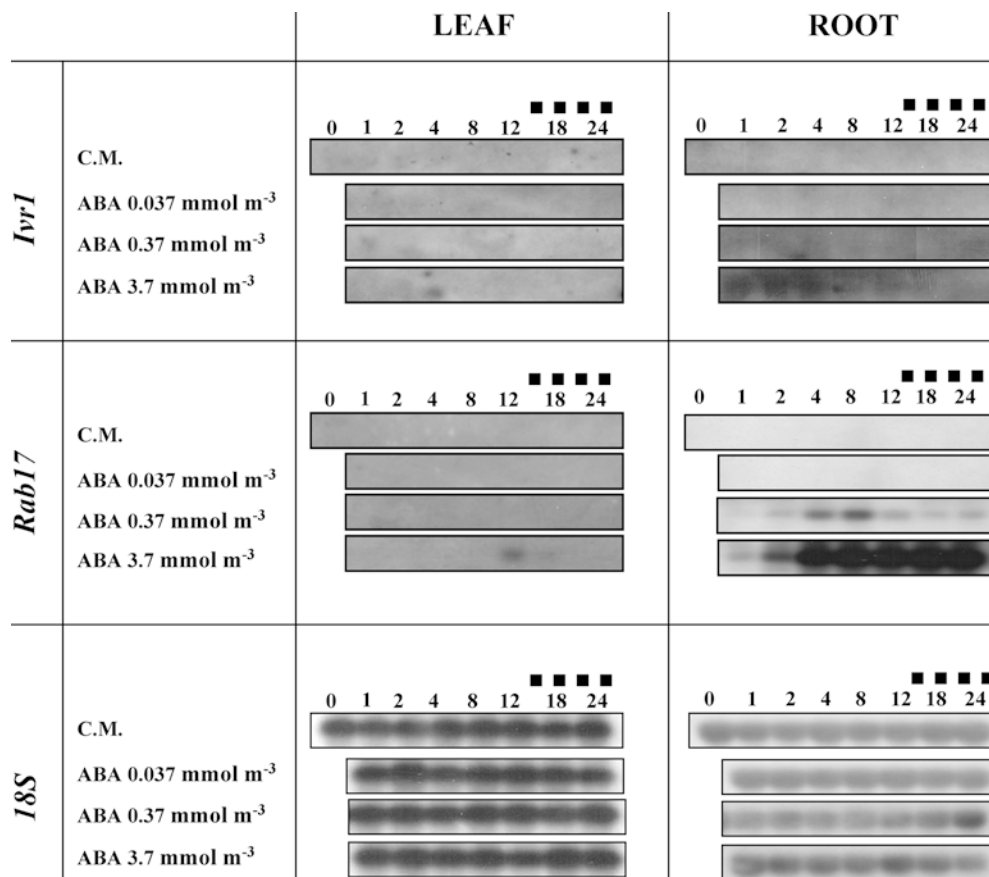 LEAF ROOT
Ivr1
0 1 2 4 8 12 18 24 0 1 2 4 8 12 18 24
C.M.
ABA 0.037 mmol m⁻³
ABA 0.37 mmol m⁻³
ABA 3.7 mmol m⁻³
Rab17
0 1 2 4 8 12 18 24 0 1 2 4 8 12 18 24
C.M.
ABA 0.037 mmol m⁻³
ABA 0.37 mmol m⁻³
ABA 3.7 mmol m⁻³
18S
0 1 2 4 8 12 18 24 0 1 2 4 8 12 18 24
C.M.
ABA 0.037 mmol m⁻³
ABA 0.37 mmol m⁻³
ABA 3.7 mmol m⁻³